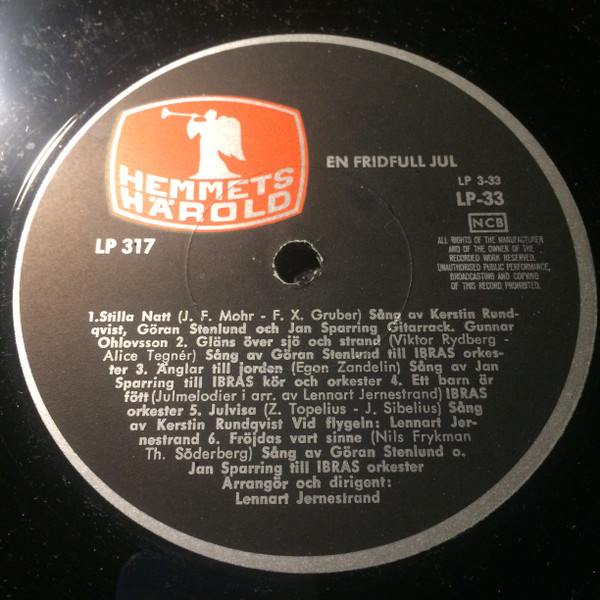 HEMMETS
HÄROLD
EN FRIDFULL JUL
LP 3-33
LP-33
NCB
LP 317
ALL RIGHTS OF THE MANUFACTURER
AND OF THE OWNER OF THE
RECORDED WORK RESERVED.
UNAUTHORISED PUBLIC PERFORMANCE,
BROADCASTING AND COPYING
OF THIS RECORD PROHIBITED.
1.Stilla Natt (J. F. Mohr - F. X. Gruber) Sång av Kerstin Rund-
qvist, Göran Stenlund och Jan Sparring Gitarrack. Gunnar
Ohlovsson 2. Gläns över sjö och strand (Viktor Rydberg -
Alice Tegnér) Sång av Göran Stenlund till IBRAS orkes-
ter 3. Änglar till jorden (Egon Zandelin) Sång av Jan
Sparring till IBRAS kör och orkester 4. Ett barn är
fött (Julmelodier i arr. av Lennart Jernestrand) IBRAS
orkester 5. Julvisa (Z. Topelius - J. Sibelius) Sång
av Kerstin Rundqvist Vid flygeln: Lennart Jer-
nestrand 6. Fröjdas vart sinne (Nils Frykman
Th. Söderberg) Sång av Göran Stenlund o.
Jan Sparring till IBRAS orkester
Arrangör och dirigent:
Lennart Jernestrand